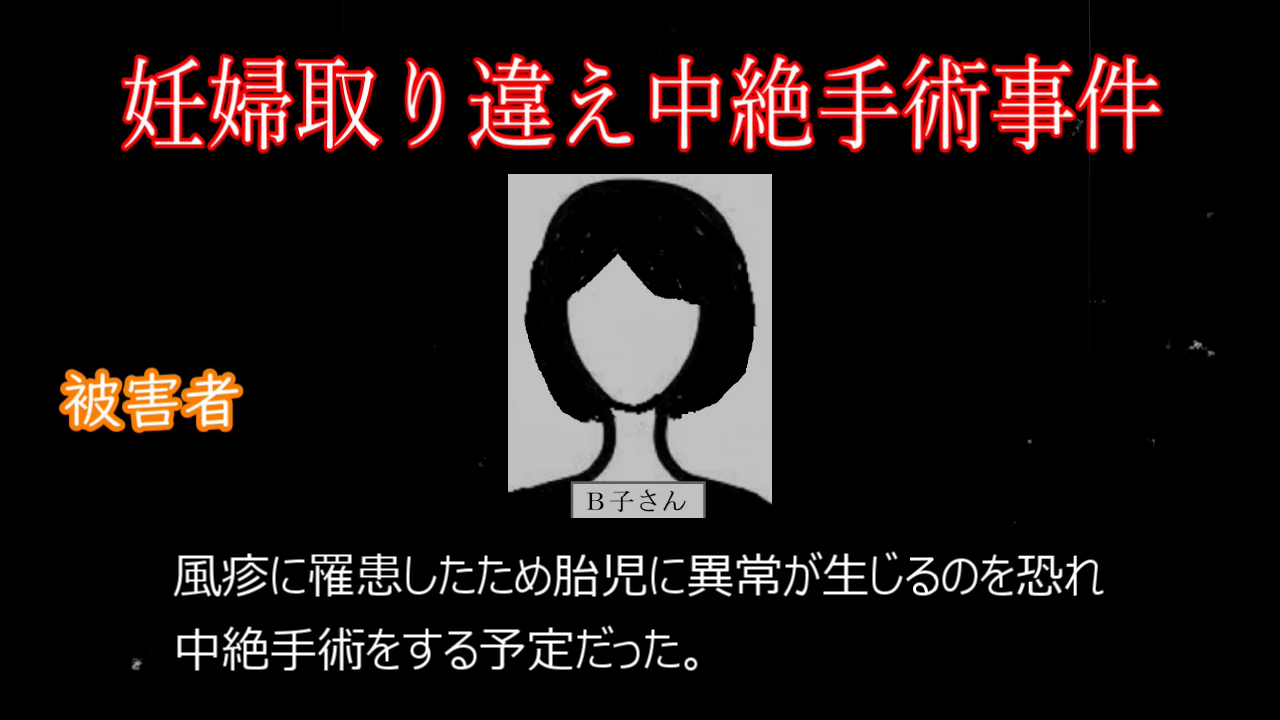 妊婦取り違え中絶手術事件
被害者
B子さん
風疹に罹患したため胎児に異常が生じるのを恐れ
中絶手術をする予定だった。